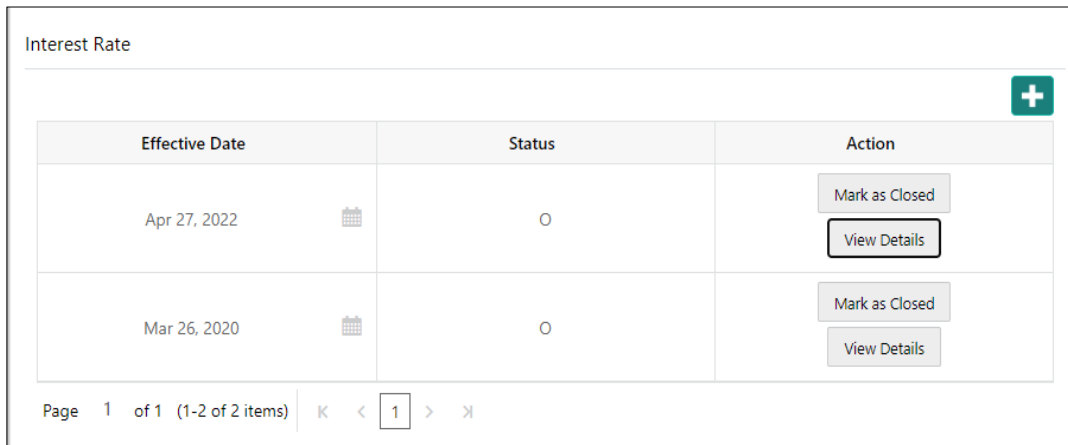 Interest Rate
Effective Date Status Action
Mark as Closed
Apr 27, 2022 O
View Details
Mark as Closed
Mar 26, 2020 O
View Details
Page 1 of 1 (1-2 of 2 items) 1